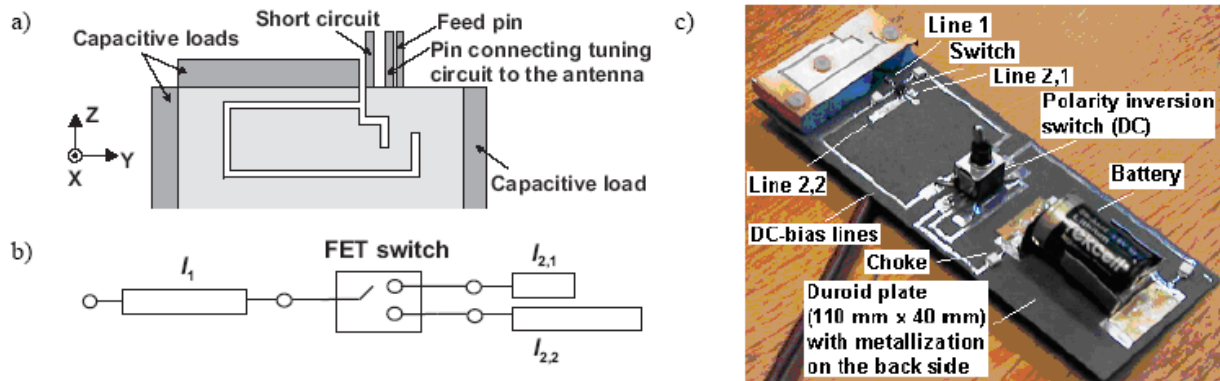 a)
Short circuit
Feed pin
Capacitive loads
Pin connecting tuning
circuit to the antenna
Z
Y
X
Capacitive load
b)
FET switch
l1
l2,1
l2,2
c)
Line 1
Switch
Line 2,1
Polarity inversion
switch (DC)
Line 2,2
Battery
DC-bias lines
Choke
Duroid plate
(110 mm x 40 mm)
with metallization
on the back side